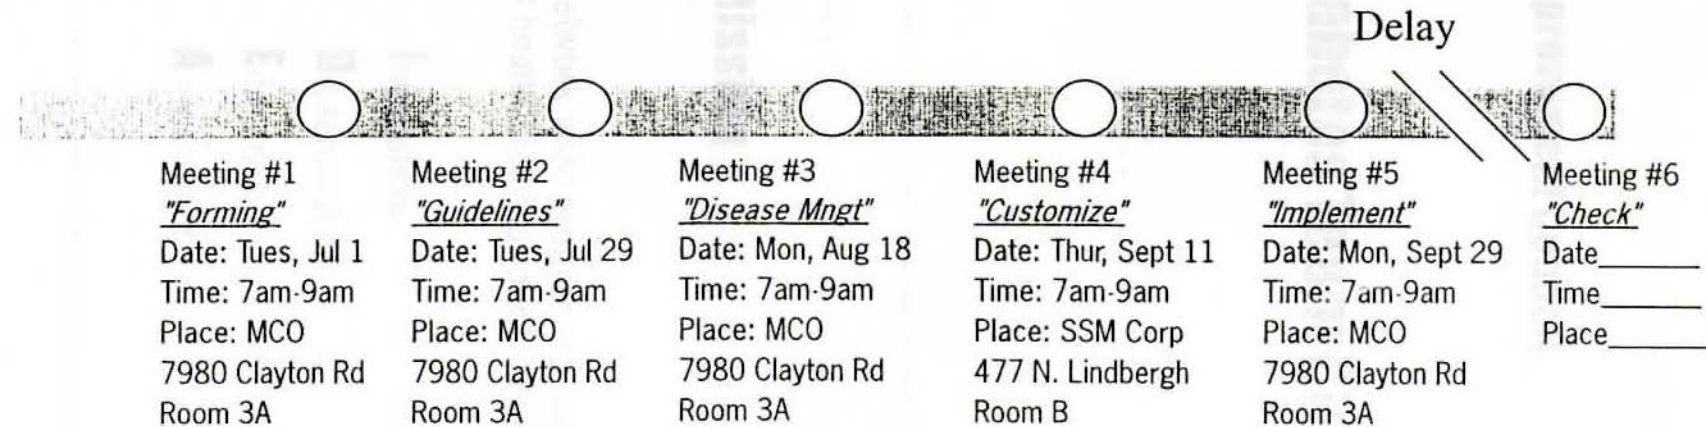 Delay
Meeting #1
"Forming"
Date: Tues, Jul 1
Time: 7am-9am
Place: MCO
7980 Clayton Rd
Room 3A
Meeting #2
"Guidelines"
Date: Tues, Jul 29
Time: 7am-9am
Place: MCO
7980 Clayton Rd
Room 3A
Meeting #3
"Disease Mngt"
Date: Mon, Aug 18
Time: 7am-9am
Place: MCO
7980 Clayton Rd
Room 3A
Meeting #4
"Customize"
Date: Thur, Sept 11
Time: 7am-9am
Place: SSM Corp
477 N. Lindbergh
Room B
Meeting #5
"Implement"
Date: Mon, Sept 29
Time: 7am-9am
Place: MCO
7980 Clayton Rd
Room 3A
Meeting #6
"Check"
Date______
Time______
Place______